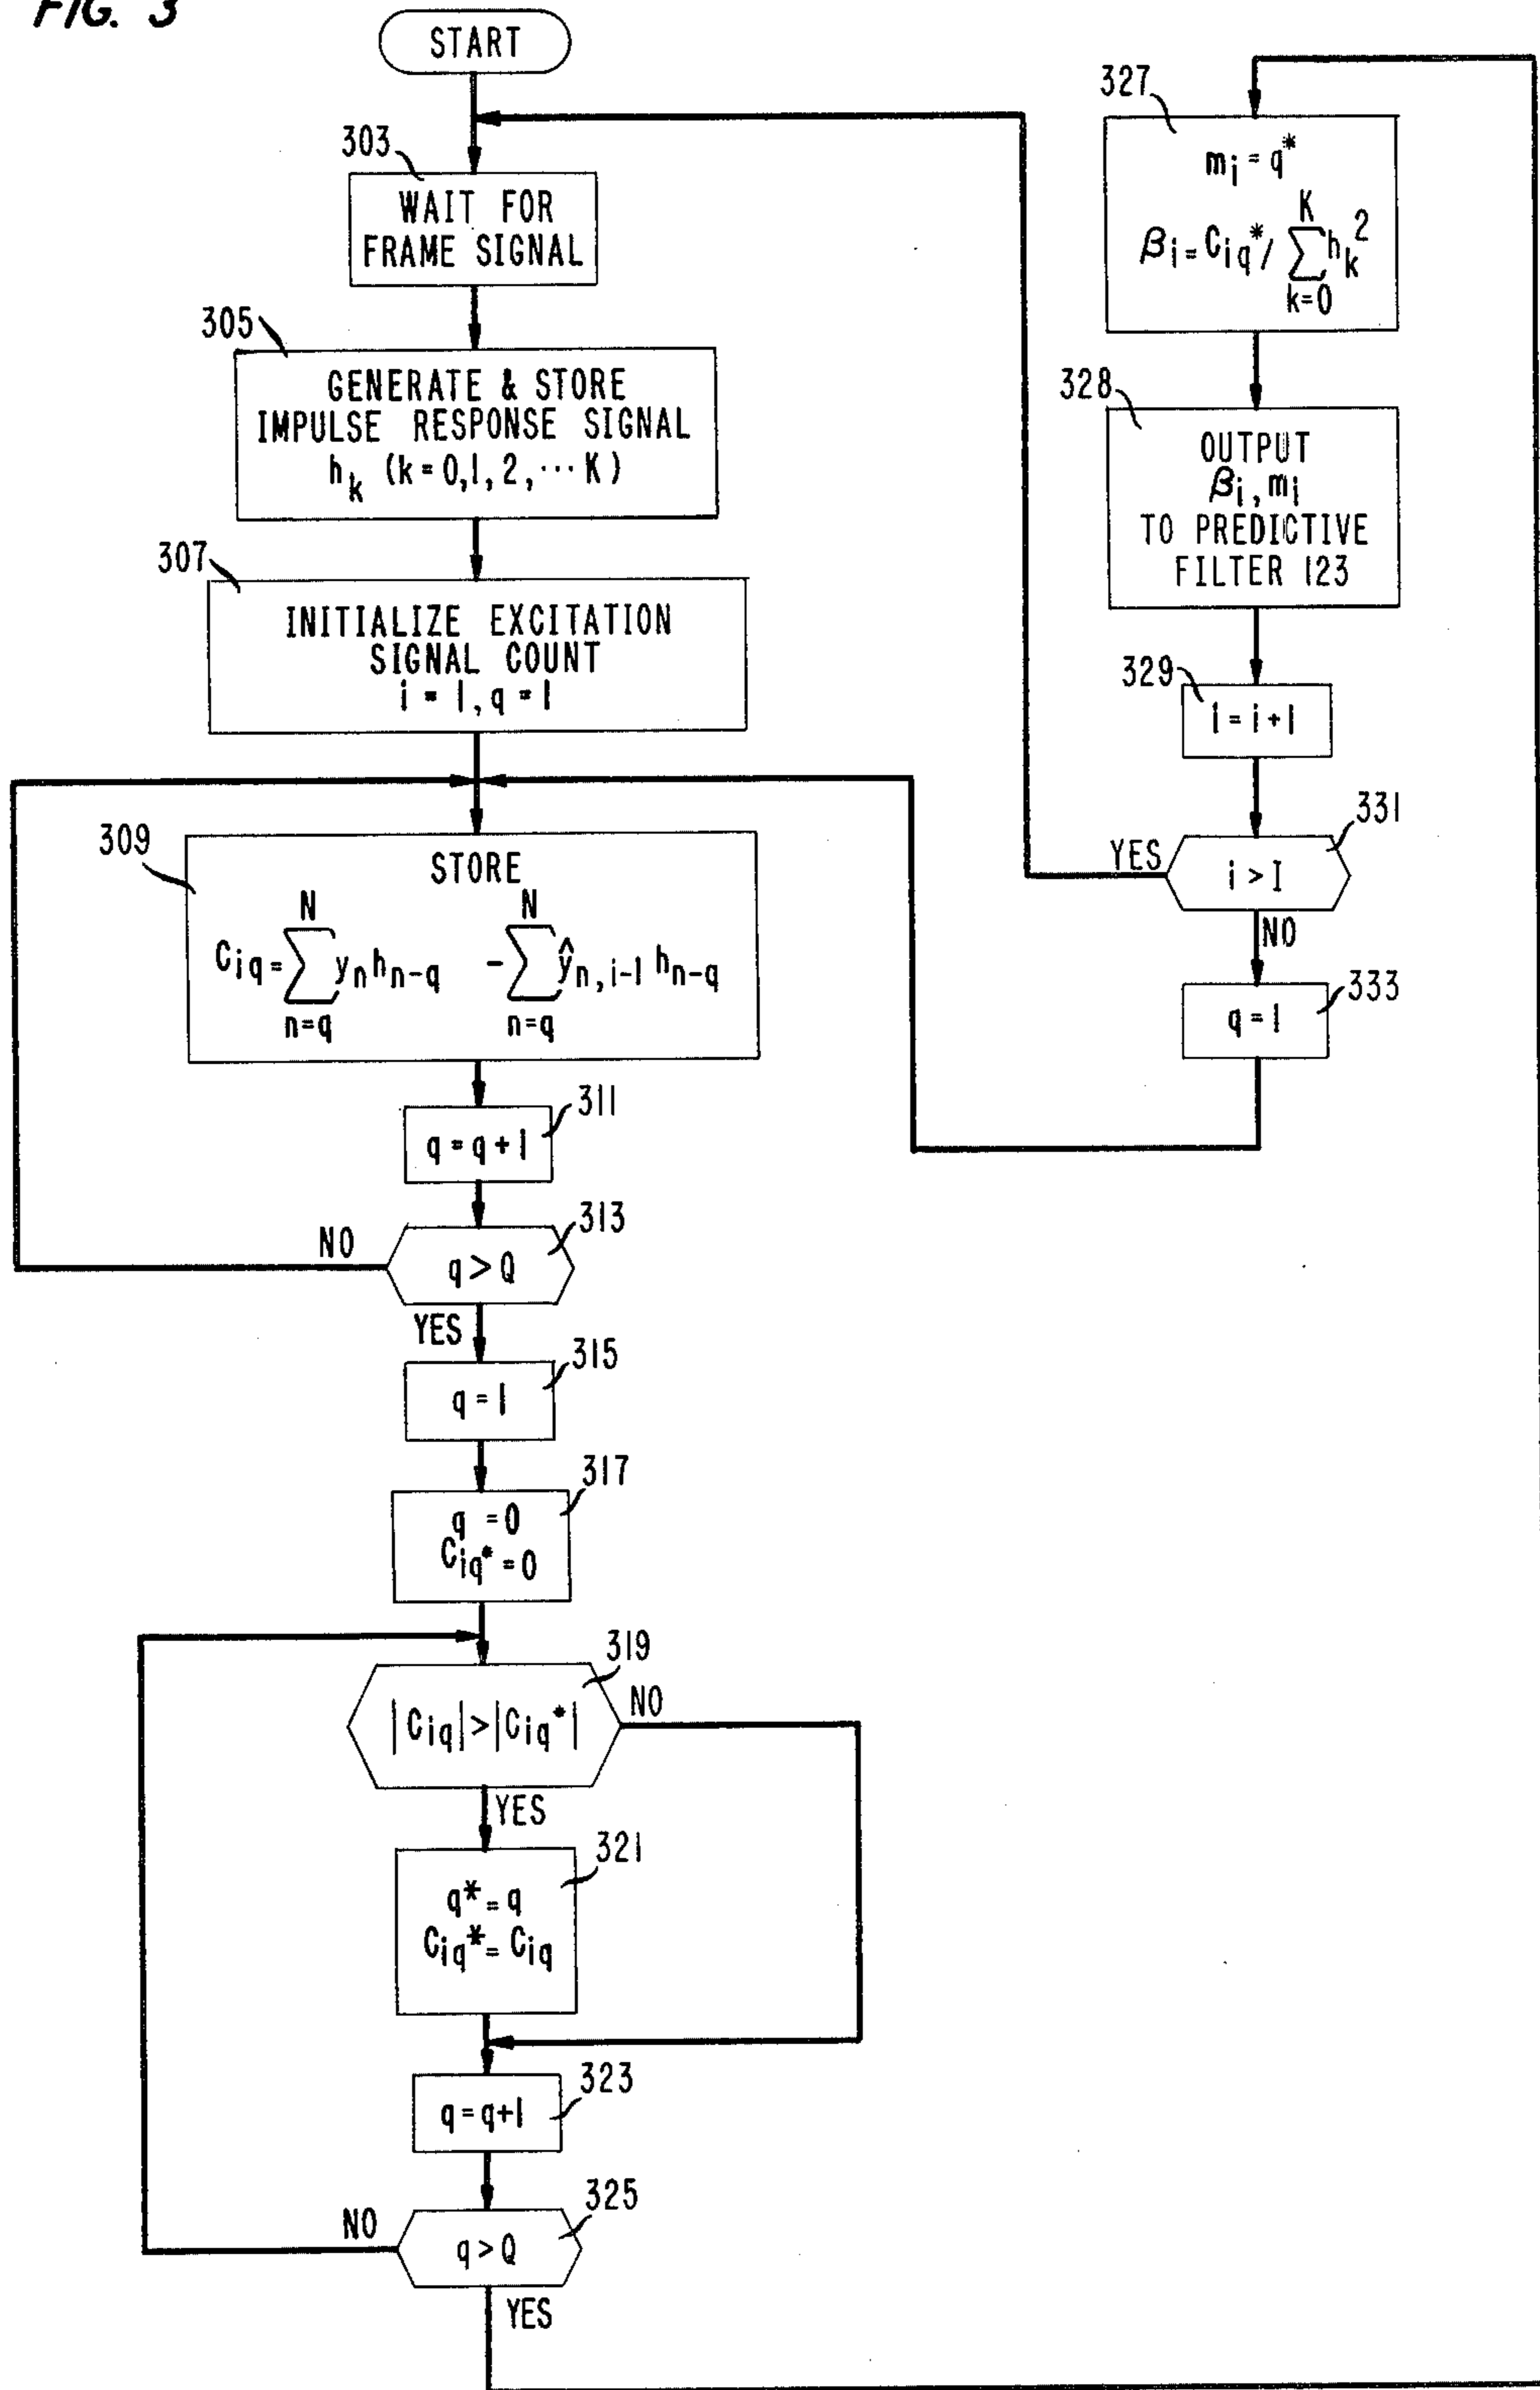 FIG. 3
START
303
WAIT FOR
FRAME SIGNAL
305
GENERATE & STORE
IMPULSE RESPONSE SIGNAL
h_k (k=0,1,2,⋯K)
307
INITIALIZE EXCITATION
SIGNAL COUNT
i = 1, q = 1
309
STORE
C_iq = ∑_{n=q}^{N} y_n h_{n-q} - ∑_{n=q}^{N} ŷ_{n,i-1} h_{n-q}
311
q = q + 1
313
NO
q > Q
YES
315
q = 1
317
q = 0
C_iq* = 0
319
|C_iq| > |C_iq*|
NO
YES
321
q* = q
C_iq* = C_iq
323
q = q+1
325
NO
q > Q
YES
327
m_i = q*
β_i = C_iq* / ∑_{k=0}^{K} h_k^2
328
OUTPUT
β_i, m_i
TO PREDICTIVE
FILTER 123
329
i = i+1
331
YES
i > I
NO
333
q = 1